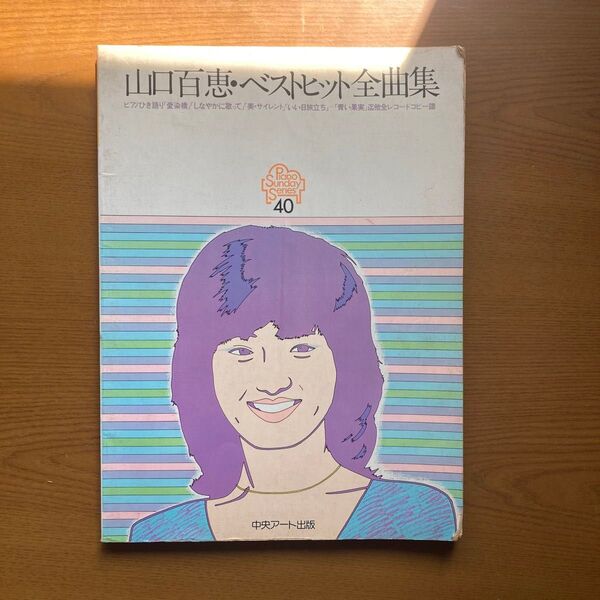 山口百恵・ベストヒット全曲集
ピアノひき語り「愛染橋/しなやかに歌って/美・サイレント/いい日旅立ち」~「青い果実」迄他全レコードコピー譜
Piano
Sunday
Series
40
中央アート出版